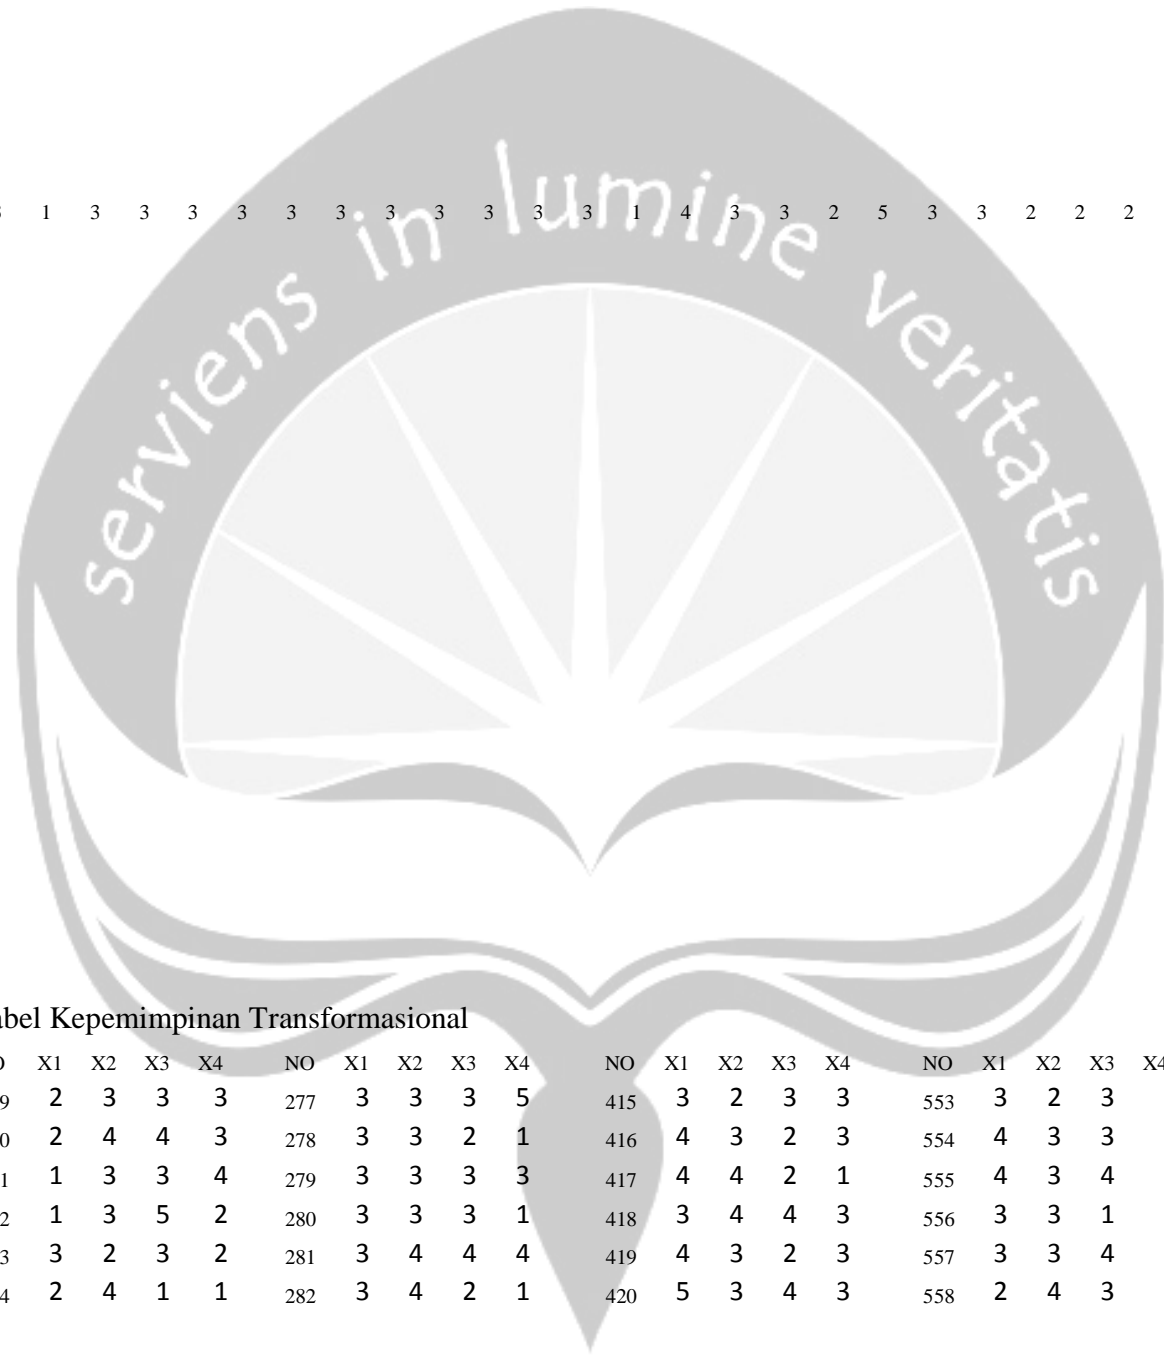 1 3 3 3 3 3 3 3 3 3 3 3 1 4 3 3 2 5 3 3 2 2 2
serviens in lumine veritatis
abel Kepemimpinan Transformasional
X1 X2 X3 X4 NO X1 X2 X3 X4 NO X1 X2 X3 X4 NO X1 X2 X3 X4
9 2 3 3 3 277 3 3 3 5 415 3 2 3 3 553 3 2 3
0 2 4 4 3 278 3 3 2 1 416 4 3 2 3 554 4 3 3
1 1 3 3 4 279 3 3 3 3 417 4 4 2 1 555 4 3 4
2 1 3 5 2 280 3 3 3 1 418 3 4 4 3 556 3 3 1
3 3 2 3 2 281 3 4 4 4 419 4 3 2 3 557 3 3 4
4 2 4 1 1 282 3 4 2 1 420 5 3 4 3 558 2 4 3